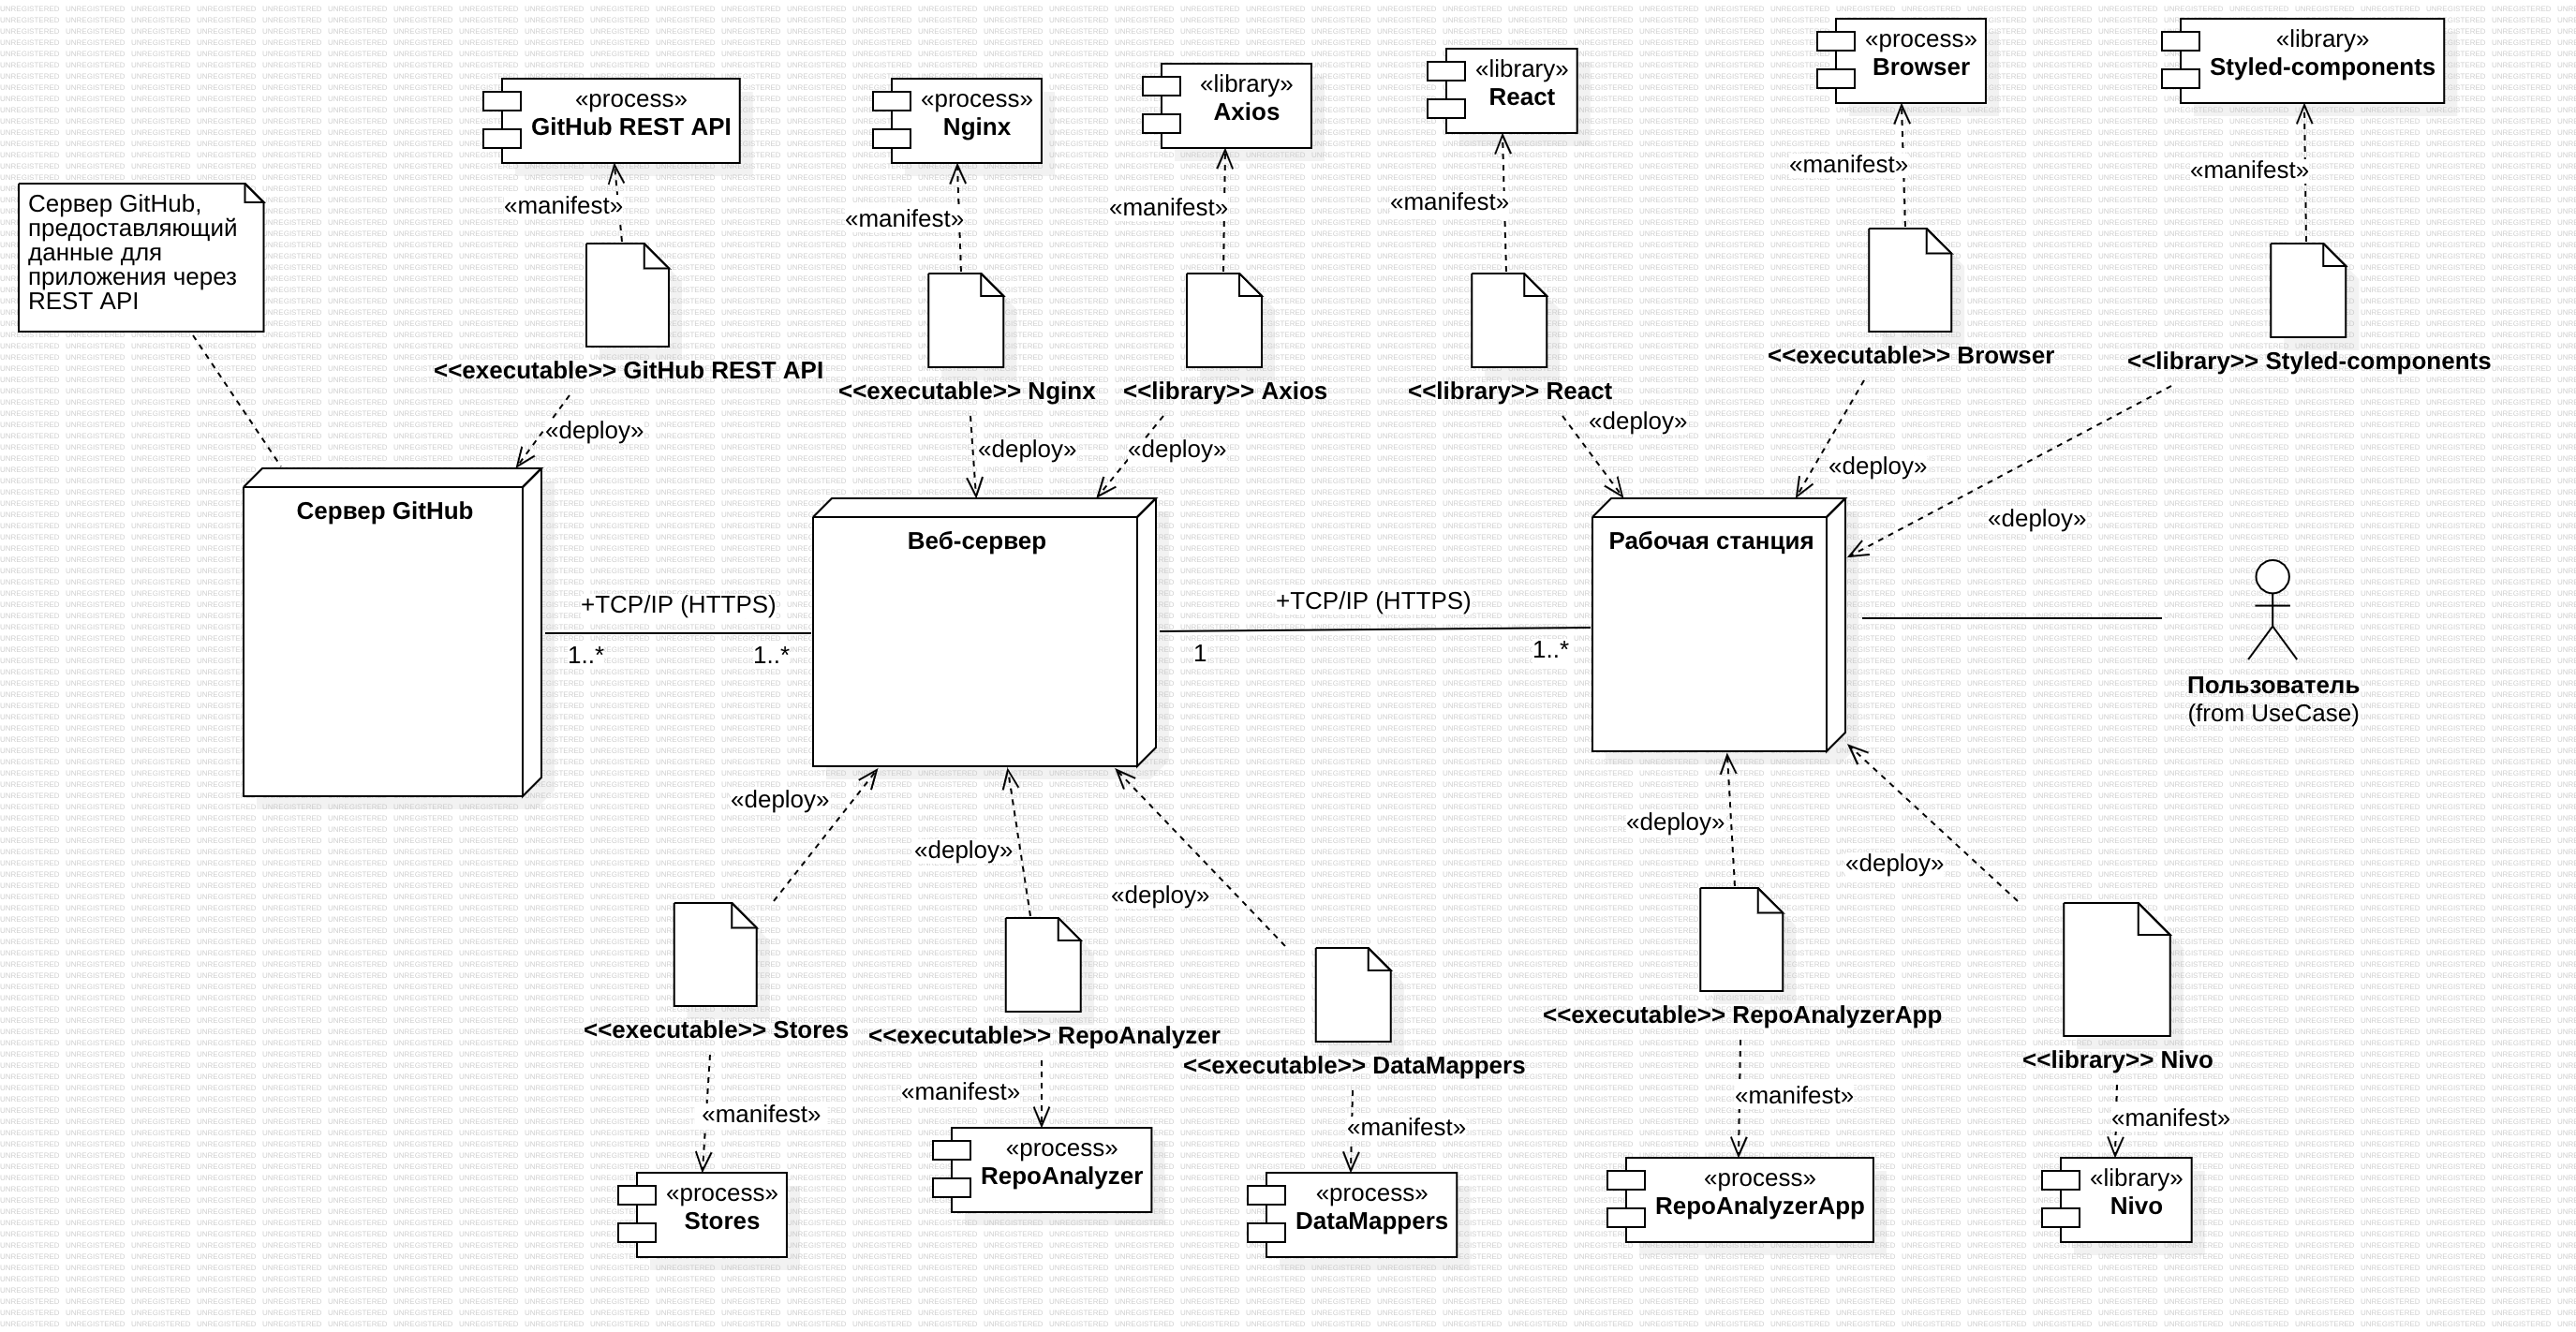 «process»
Browser
«library»
Styled-components
«library»
React
«library»
Axios
«process»
GitHub REST API
«process»
Nginx
«manifest»
«manifest»
«manifest»
«manifest»
«manifest»
«manifest»
Сервер GitHub,
предоставляющий
данные для
приложения через
REST API
<<executable>> GitHub REST API
<<executable>> Nginx
<<library>> Axios
<<library>> React
<<executable>> Browser
<<library>> Styled-components
«deploy»
«deploy»
«deploy»
«deploy»
«deploy»
«deploy»
Сервер GitHub
Веб-сервер
Рабочая станция
+TCP/IP (HTTPS)
1..*
1..*
+TCP/IP (HTTPS)
1
1..*
Пользователь
(from UseCase)
«deploy»
«deploy»
«deploy»
«deploy»
«deploy»
<<executable>> Stores
<<executable>> RepoAnalyzer
<<executable>> DataMappers
<<executable>> RepoAnalyzerApp
<<library>> Nivo
«manifest»
«manifest»
«manifest»
«manifest»
«manifest»
«process»
Stores
«process»
RepoAnalyzer
«process»
DataMappers
«process»
RepoAnalyzerApp
«library»
Nivo
UNREGISTERED